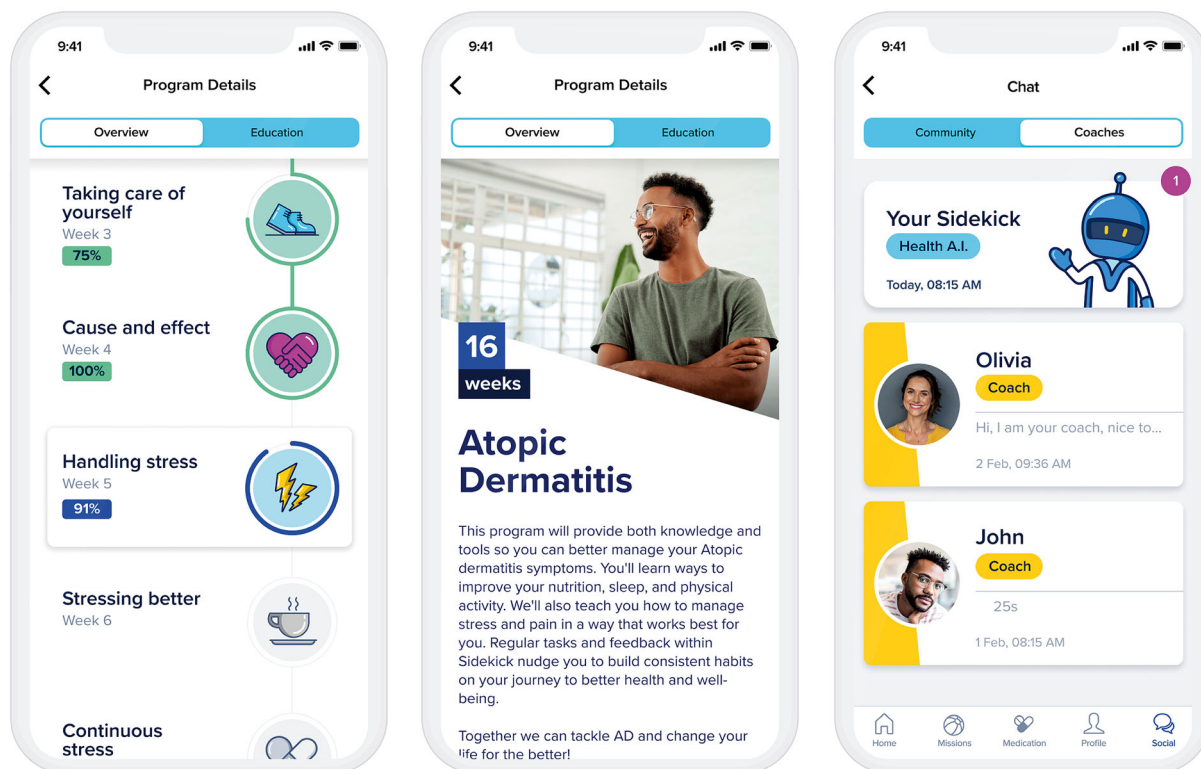 9:41
Program Details
Overview
Education
Taking care of
yourself
Week 3
75%
Cause and effect
Week 4
100%
Handling stress
Week 5
91%
Stressing better
Week 6
Continuous
stress
9:41
Program Details
Overview
Education
16
weeks
Atopic
Dermatitis
This program will provide both knowledge and
tools so you can better manage your Atopic
dermatitis symptoms. You'll learn ways to
improve your nutrition, sleep, and physical
activity. We'll also teach you how to manage
stress and pain in a way that works best for
you. Regular tasks and feedback within
Sidekick nudge you to build consistent habits
on your journey to better health and well-
being.
Together we can tackle AD and change your
life for the better!
9:41
Chat
Community
Coaches
1
Your Sidekick
Health A.I.
Today, 08:15 AM
Olivia
Coach
Hi, I am your coach, nice to...
2 Feb, 09:36 AM
John
Coach
25s
1 Feb, 08:15 AM
Home
Missions
Medication
Profile
Social